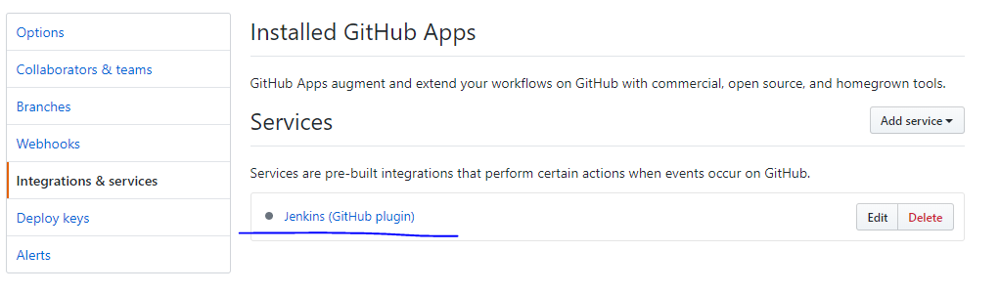 Options
Collaborators & teams
Branches
Webhooks
Integrations & services
Deploy keys
Alerts
Installed GitHub Apps
GitHub Apps augment and extend your workflows on GitHub with commercial, open source, and homegrown tools.
Services
Add service
Services are pre-built integrations that perform certain actions when events occur on GitHub.
Jenkins (GitHub plugin)
Edit
Delete